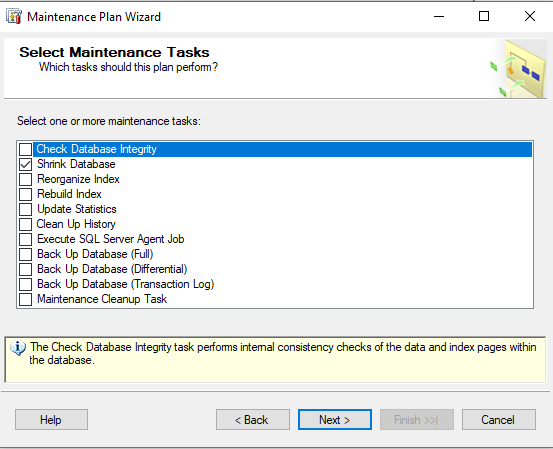 Maintenance Plan Wizard
Select Maintenance Tasks
Which tasks should this plan perform?
Select one or more maintenance tasks:
Check Database Integrity
Shrink Database
Reorganize Index
Rebuild Index
Update Statistics
Clean Up History
Execute SQL Server Agent Job
Back Up Database (Full)
Back Up Database (Differential)
Back Up Database (Transaction Log)
Maintenance Cleanup Task
The Check Database Integrity task performs internal consistency checks of the data and index pages within
the database.
Help
< Back
Next >
Finish >>|
Cancel